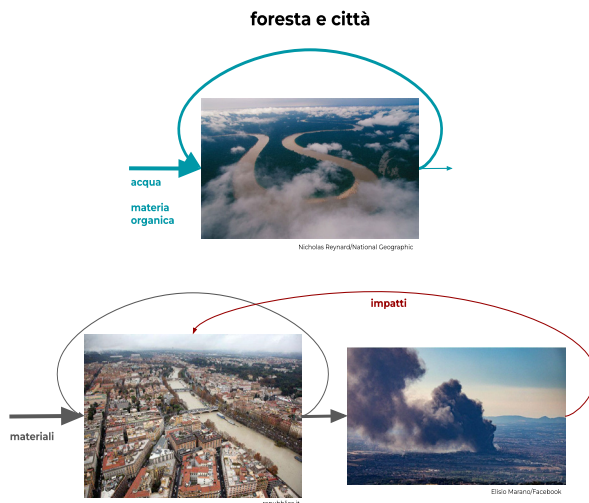 foresta e città
acqua
materia
organica
Nicholas Reynard/National Geographic
impatti
materiali
Elisio Marano/Facebook